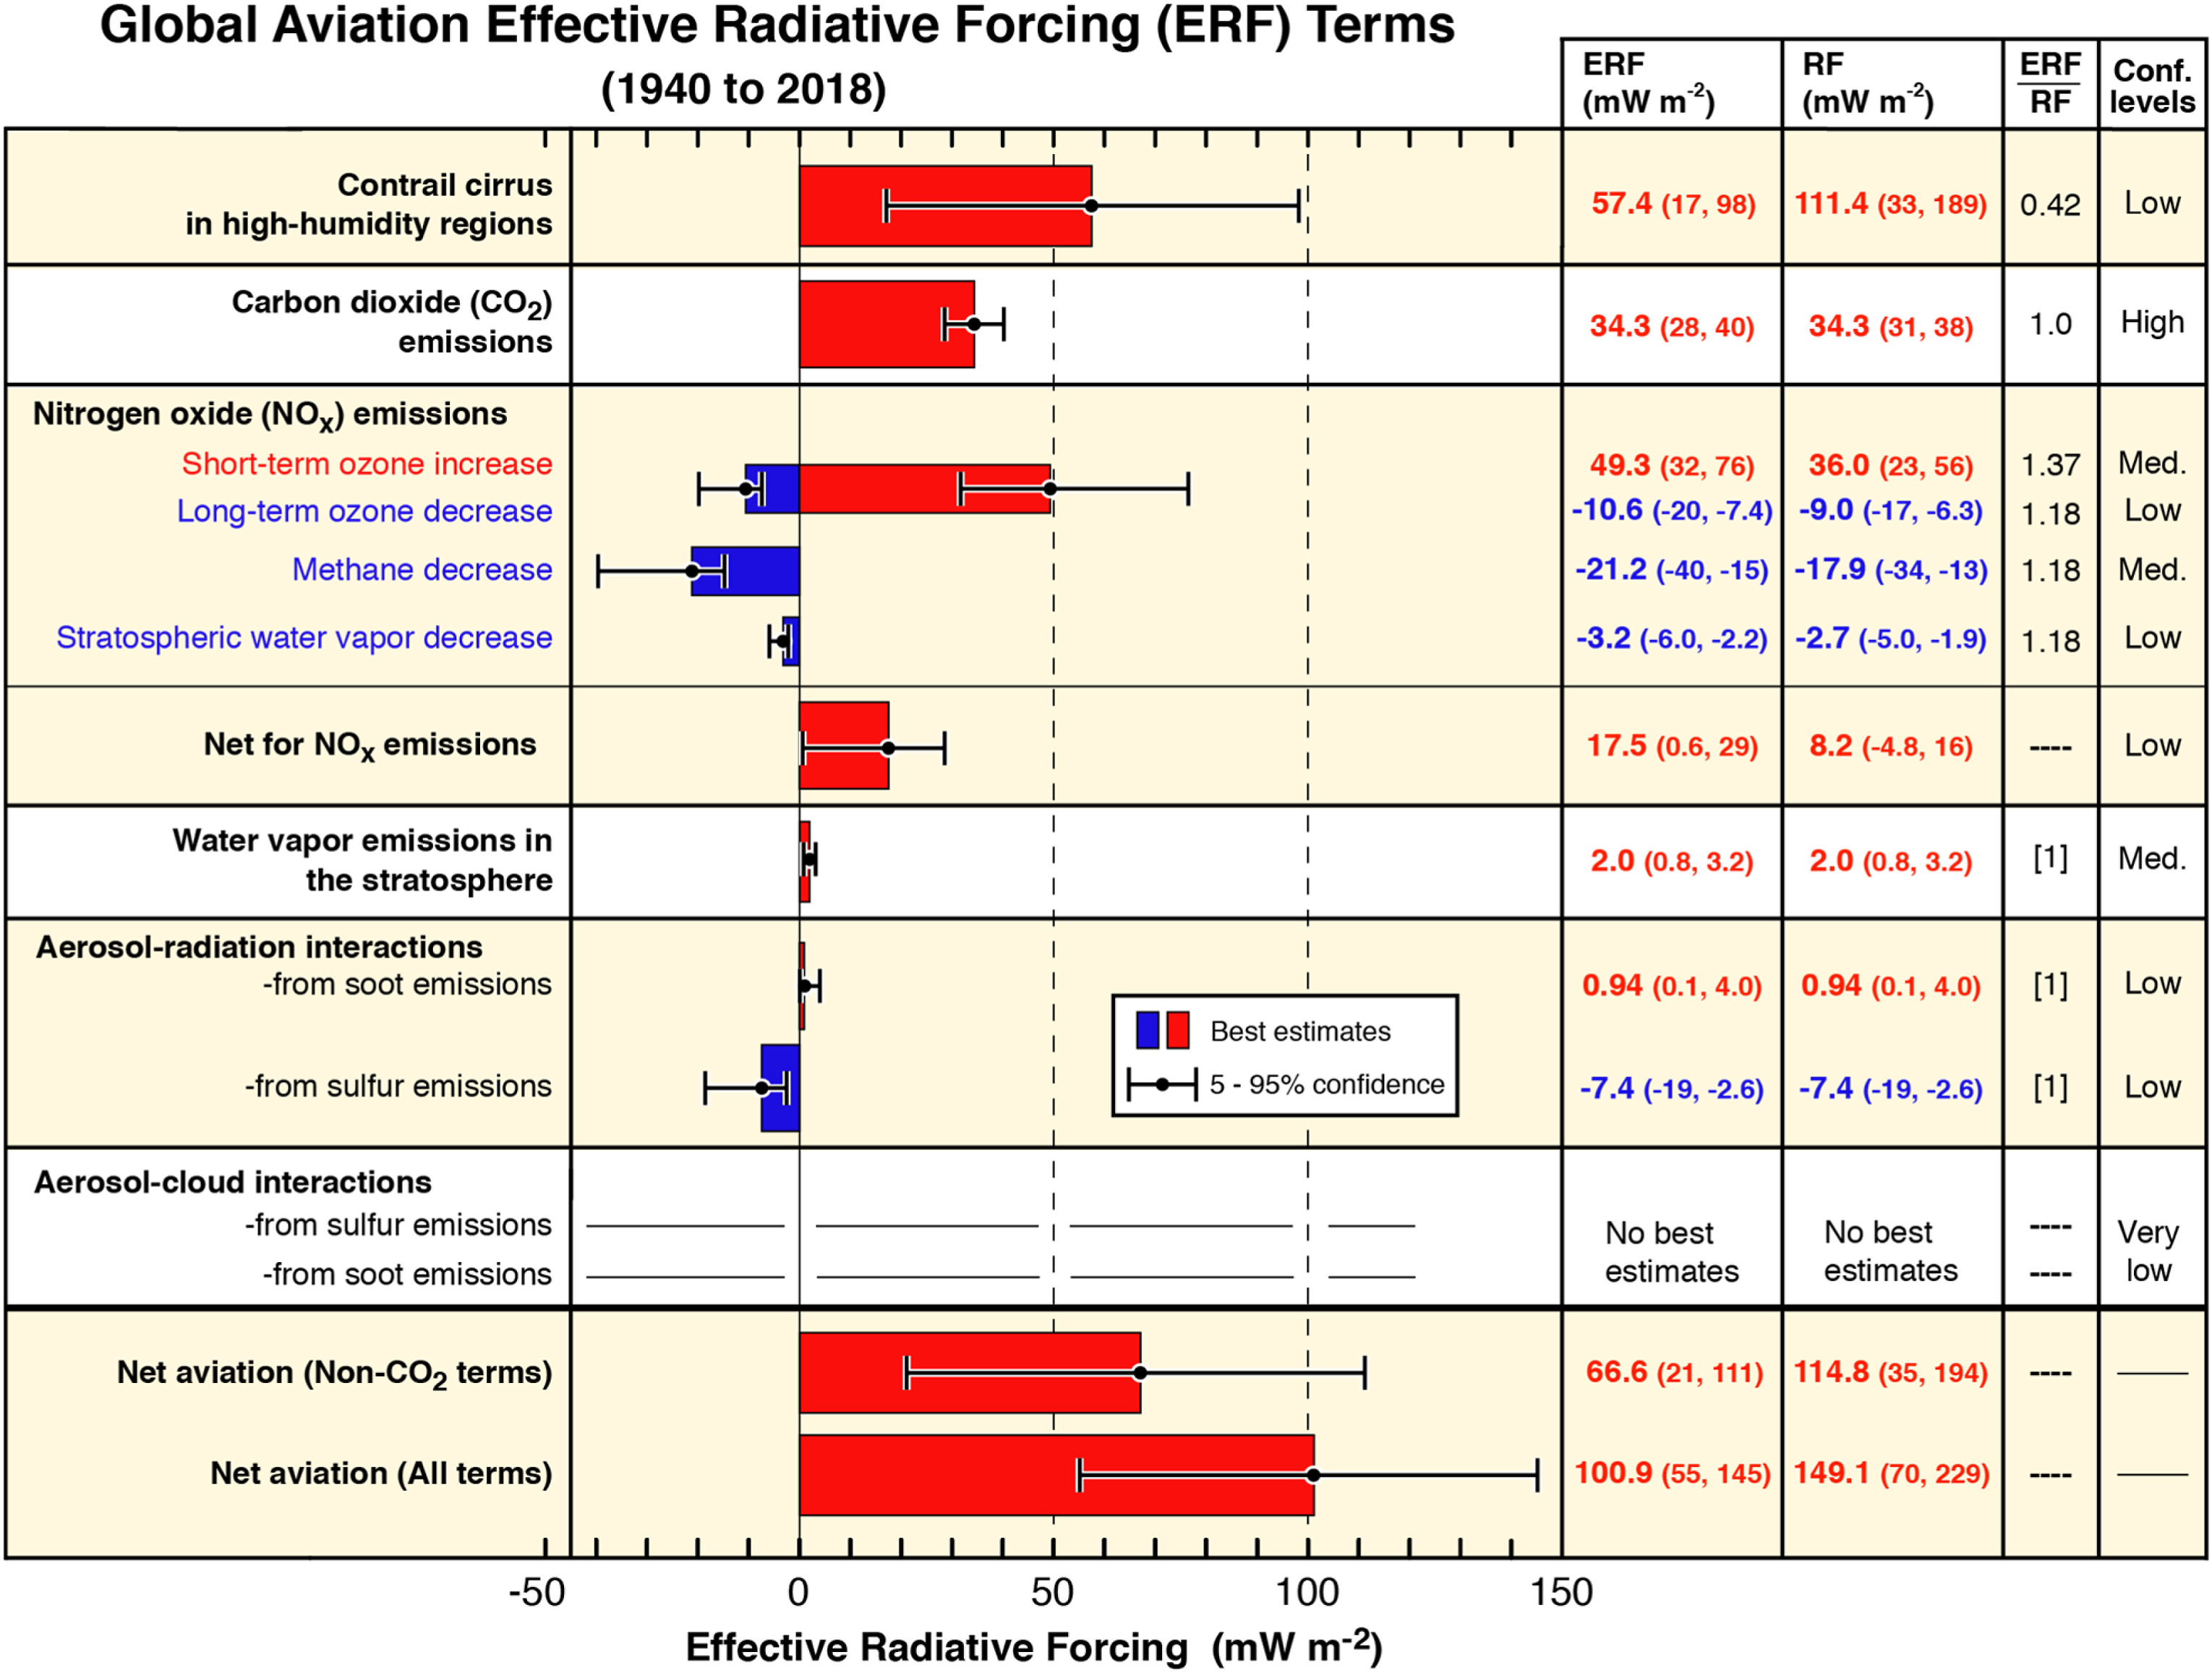 Global Aviation Effective Radiative Forcing (ERF) Terms
(1940 to 2018)
ERF
(mW m-2)
RF
(mW m-2)
ERF
RF
Conf.
levels
Contrail cirrus
in high-humidity regions
57.4 (17, 98)
111.4 (33, 189)
0.42
Low
Carbon dioxide (CO2)
emissions
34.3 (28, 40)
34.3 (31, 38)
1.0
High
Nitrogen oxide (NOx) emissions
Short-term ozone increase
49.3 (32, 76)
36.0 (23, 56)
1.37
Med.
Long-term ozone decrease
-10.6 (-20, -7.4)
-9.0 (-17, -6.3)
1.18
Low
Methane decrease
-21.2 (-40, -15)
-17.9 (-34, -13)
1.18
Med.
Stratospheric water vapor decrease
-3.2 (-6.0, -2.2)
-2.7 (-5.0, -1.9)
1.18
Low
Net for NOx emissions
17.5 (0.6, 29)
8.2 (-4.8, 16)
----
Low
Water vapor emissions in
the stratosphere
2.0 (0.8, 3.2)
2.0 (0.8, 3.2)
[1]
Med.
Aerosol-radiation interactions
-from soot emissions
0.94 (0.1, 4.0)
0.94 (0.1, 4.0)
[1]
Low
Best estimates
5 - 95% confidence
-from sulfur emissions
-7.4 (-19, -2.6)
-7.4 (-19, -2.6)
[1]
Low
Aerosol-cloud interactions
-from sulfur emissions
-from soot emissions
No best
estimates
No best
estimates
----
----
Very
low
Net aviation (Non-CO2 terms)
66.6 (21, 111)
114.8 (35, 194)
----
Net aviation (All terms)
100.9 (55, 145)
149.1 (70, 229)
----
-50 0 50 100 150
Effective Radiative Forcing (mW m-2)